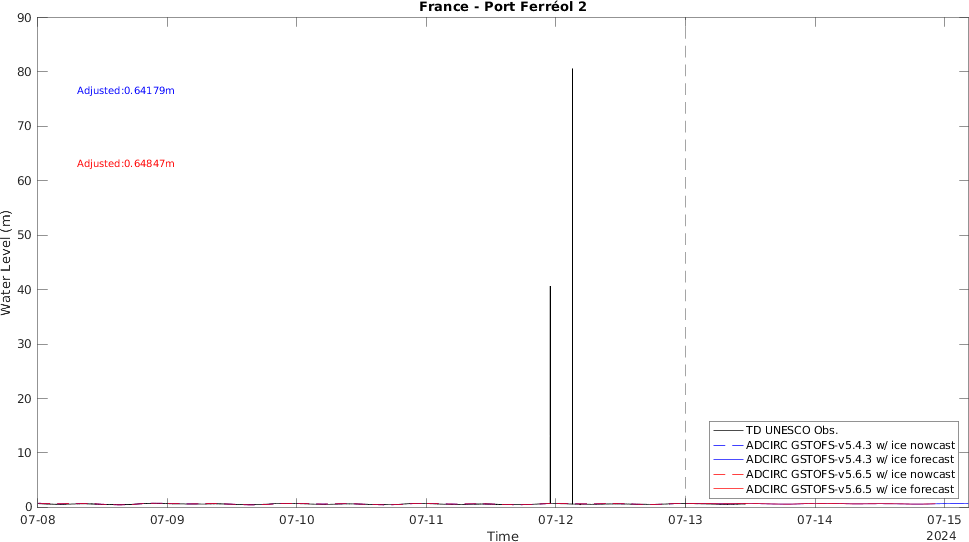 France - Port Ferréol 2
90
80
70
60
50
40
30
20
10
0
Water Level (m)
Adjusted:0.64179m
Adjusted:0.64847m
TD UNESCO Obs.
ADCIRC GSTOFS-v5.4.3 w/ ice nowcast
ADCIRC GSTOFS-v5.4.3 w/ ice forecast
ADCIRC GSTOFS-v5.6.5 w/ ice nowcast
ADCIRC GSTOFS-v5.6.5 w/ ice forecast
07-08 07-09 07-10 07-11 07-12 07-13 07-14 07-15
2024
Time